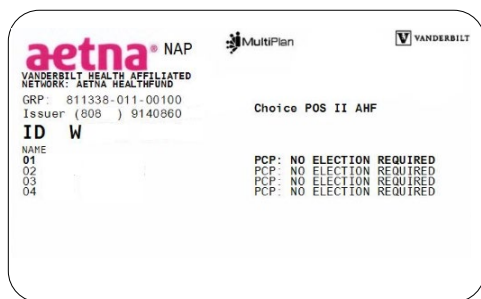 aetna® NAP
MultiPlan
VANDERBILT
VANDERBILT HEALTH AFFILIATED
NETWORK: AETNA HEALTHFUND
GRP: 811338-011-00100
Issuer (808 ) 9140860
Choice POS II AHF
ID W
NAME
01 PCP: NO ELECTION REQUIRED
02 PCP: NO ELECTION REQUIRED
03 PCP: NO ELECTION REQUIRED
04 PCP: NO ELECTION REQUIRED